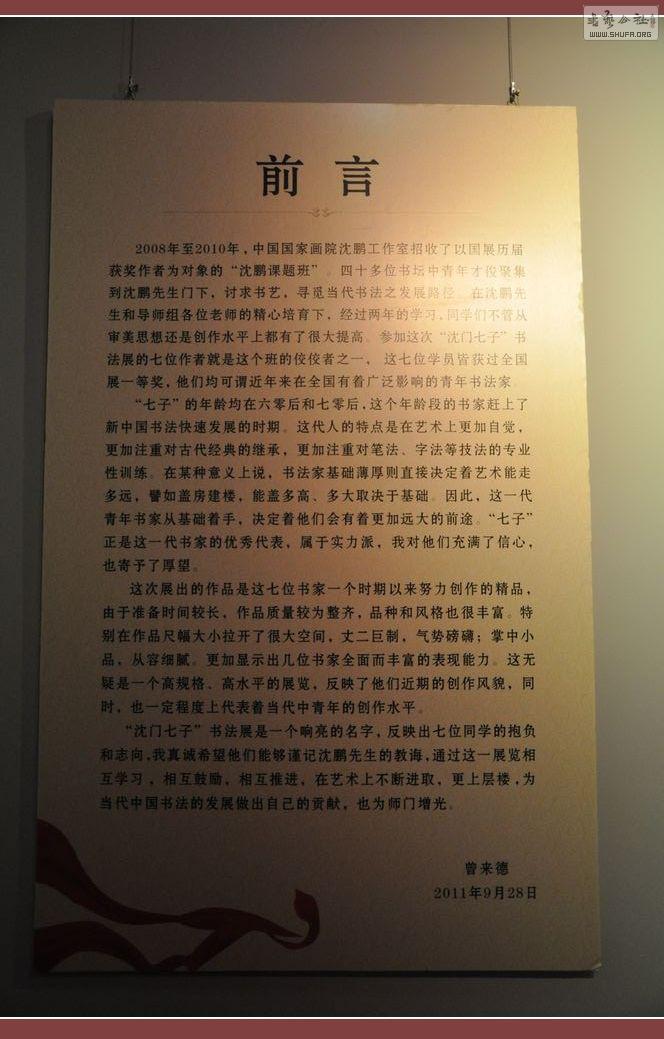 书艺公社
WWW.SHUFA.ORG
前言
2008年至2010年，中国国家画院沈鹏工作室招收了以国展历届
获奖作者为对象的“沈鹏课题班”。四十多位书坛中青年才俊聚集
到沈鹏先生门下，讨求书艺，寻觅当代书法之发展路径。在沈鹏先
生和导师组各位老师的精心培育下，经过两年的学习，同学们不管从
审美思想还是创作水平上都有了很大提高。参加这次“沈门七子”书
法展的七位作者就是这个班的佼佼者之一，这七位学员皆获过全国
展一等奖，他们均可谓近年来在全国有着广泛影响的青年书法家。
“七子”的年龄均在六零后和七零后，这个年龄段的书家赶上了
新中国书法快速发展的时期。这代人的特点是在艺术上更加自觉，
更加注重对古代经典的继承，更加注重对笔法、字法等技法的专业
性训练。在某种意义上说，书法家基础薄厚则直接决定着艺术能走
多远，譬如盖房建楼，能盖多高、多大取决于基础。因此，这一代
青年书家从基础着手，决定着他们会有着更加远大的前途。“七子”
正是这一代书家的优秀代表，属于实力派，我对他们充满了信心，
也寄予了厚望。
这次展出的作品是这七位书家一个时期以来努力创作的精品，
由于准备时间较长，作品质量较为整齐，品种和风格也很丰富。特
别在作品尺幅大小拉开了很大空间，丈二巨制，气势磅礴；掌中小
品，从容细腻。更加显示出几位书家全面而丰富的表现能力。这无
疑是一个高规格、高水平的展览，反映了他们近期的创作风貌，同
时，也一定程度上代表着当代中青年的创作水平。
“沈门七子”书法展是一个响亮的名字，反映出七位同学的抱负
和志向，我真诚希望他们能够谨记沈鹏先生的教诲，通过这一展览相
互学习，相互鼓励，相互推进，在艺术上不断进取，更上层楼，为
当代中国书法的发展做出自己的贡献，也为师门增光。
曾来德
2011年9月28日